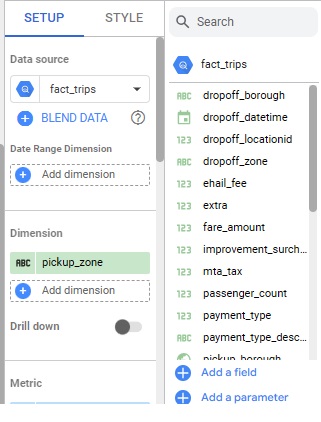 SETUP
STYLE
Data source
fact_trips
BLEND DATA
Date Range Dimension
Add dimension
Dimension
ABC pickup_zone
Add dimension
Drill down
Metric
Search
fact_trips
ABC dropoff_borough
dropoff_datetime
123 dropoff_locationid
ABC dropoff_zone
123 ehail_fee
123 extra
123 fare_amount
123 improvement_surch...
123 mta_tax
123 passenger_count
123 payment_type
ABC payment_type_desc...
pickup_borough
Add a field
Add a parameter